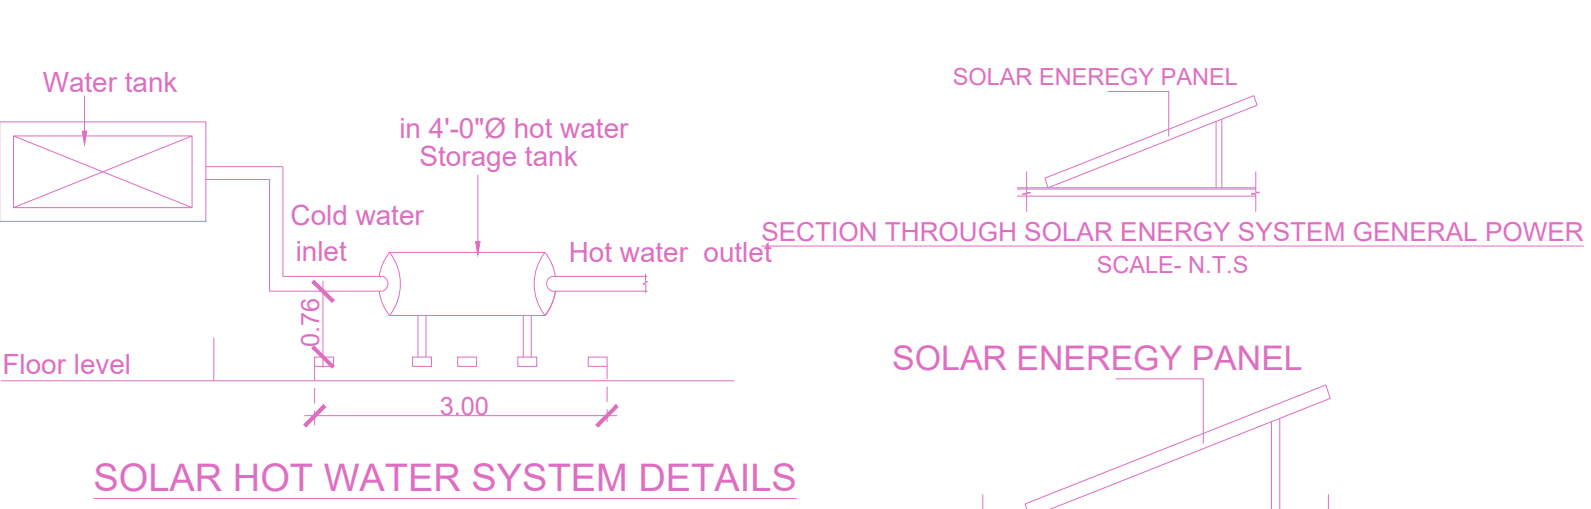 Water tank
in 4'-0"Ø hot water
Storage tank
Cold water
inlet
Hot water outlet
0.76
Floor level
3.00
SOLAR HOT WATER SYSTEM DETAILS
SOLAR ENEREGY PANEL
SECTION THROUGH SOLAR ENERGY SYSTEM GENERAL POWER
SCALE- N.T.S
SOLAR ENEREGY PANEL